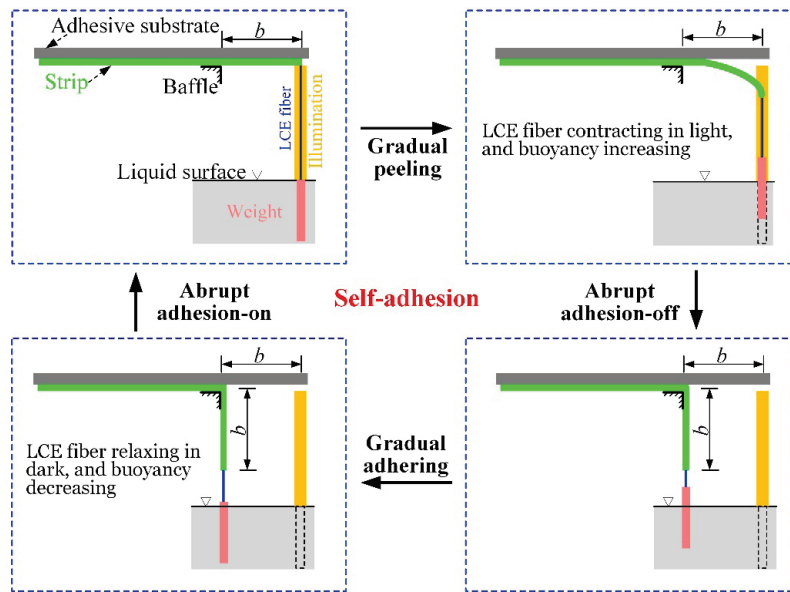 Adhesive substrate
b
Strip
Baffle
LCE fiber
Illumination
Liquid surface
Weight
Gradual
peeling
b
LCE fiber contracting in light,
and buoyancy increasing
Abrupt
adhesion-on
Self-adhesion
Abrupt
adhesion-off
b
b
LCE fiber relaxing in
dark, and buoyancy
decreasing
Gradual
adhering
b
b